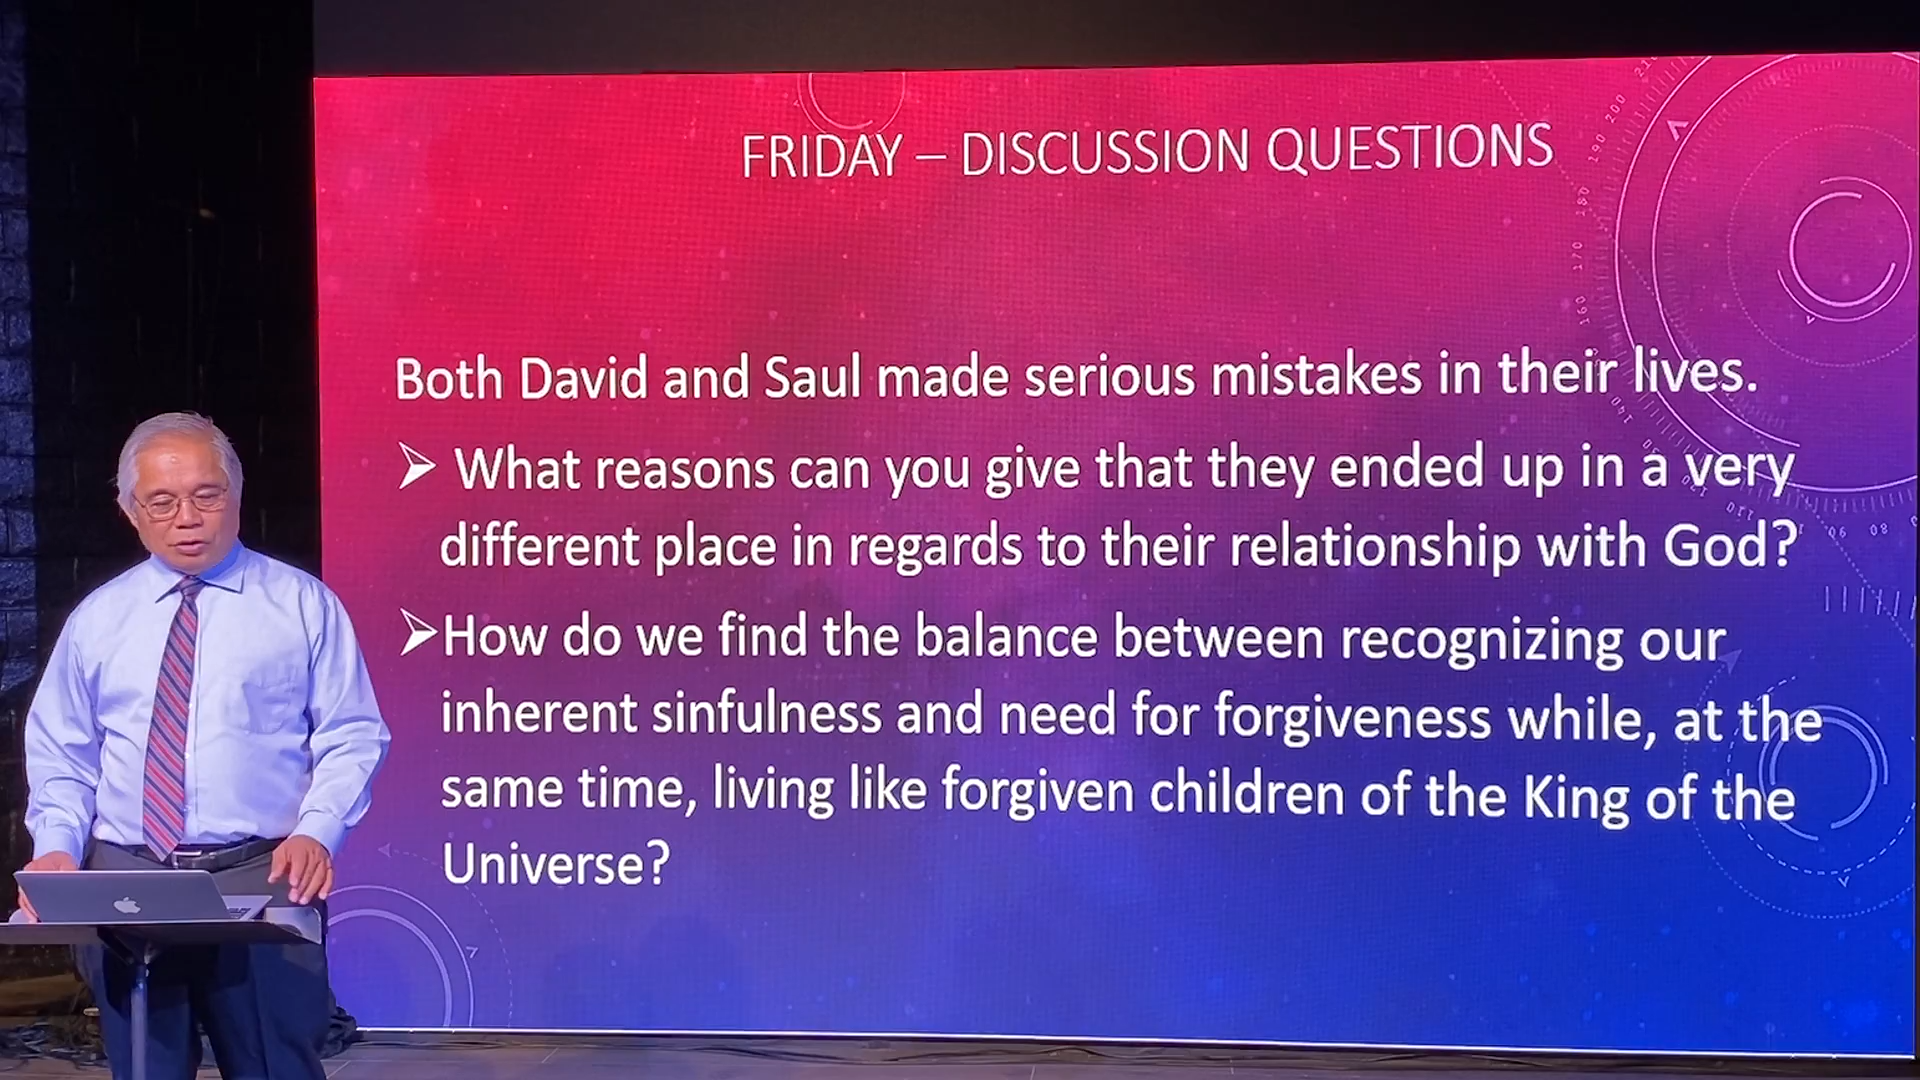 FRIDAY – DISCUSSION QUESTIONS
Both David and Saul made serious mistakes in their lives.
➢ What reasons can you give that they ended up in a very
different place in regards to their relationship with God?
➢How do we find the balance between recognizing our
inherent sinfulness and need for forgiveness while, at the
same time, living like forgiven children of the King of the
Universe?